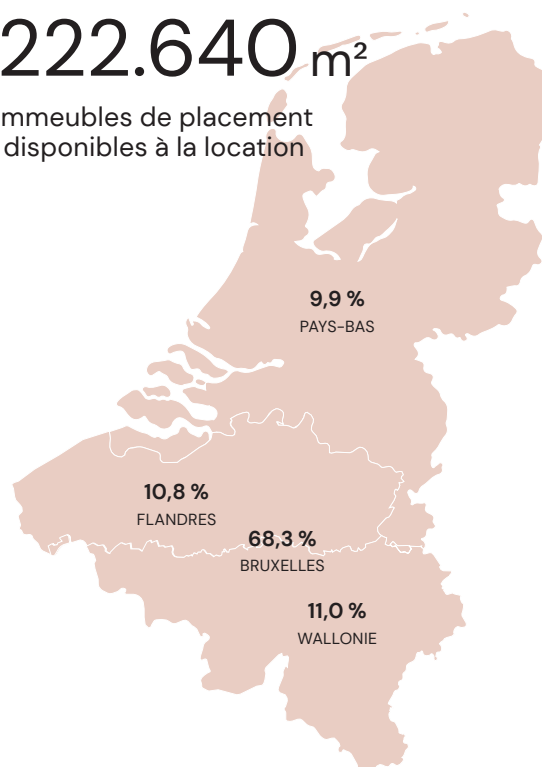 222.640 m²
mmeubles de placement
disponibles à la location
9,9 %
PAYS-BAS
10,8 %
FLANDRES
68,3 %
BRUXELLES
11,0 %
WALLONIE